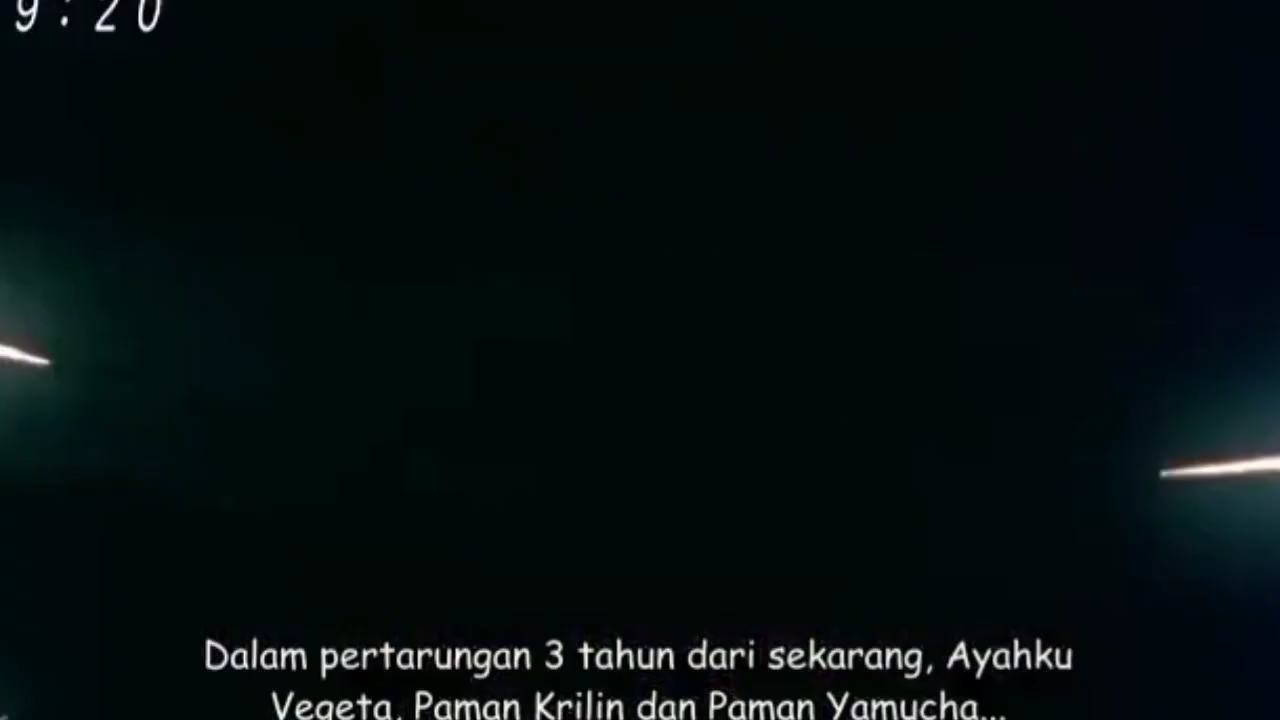 9:20
Dalam pertarungan 3 tahun dari sekarang, Ayahku
Vegeta, Paman Krilin dan Paman Yamucha...